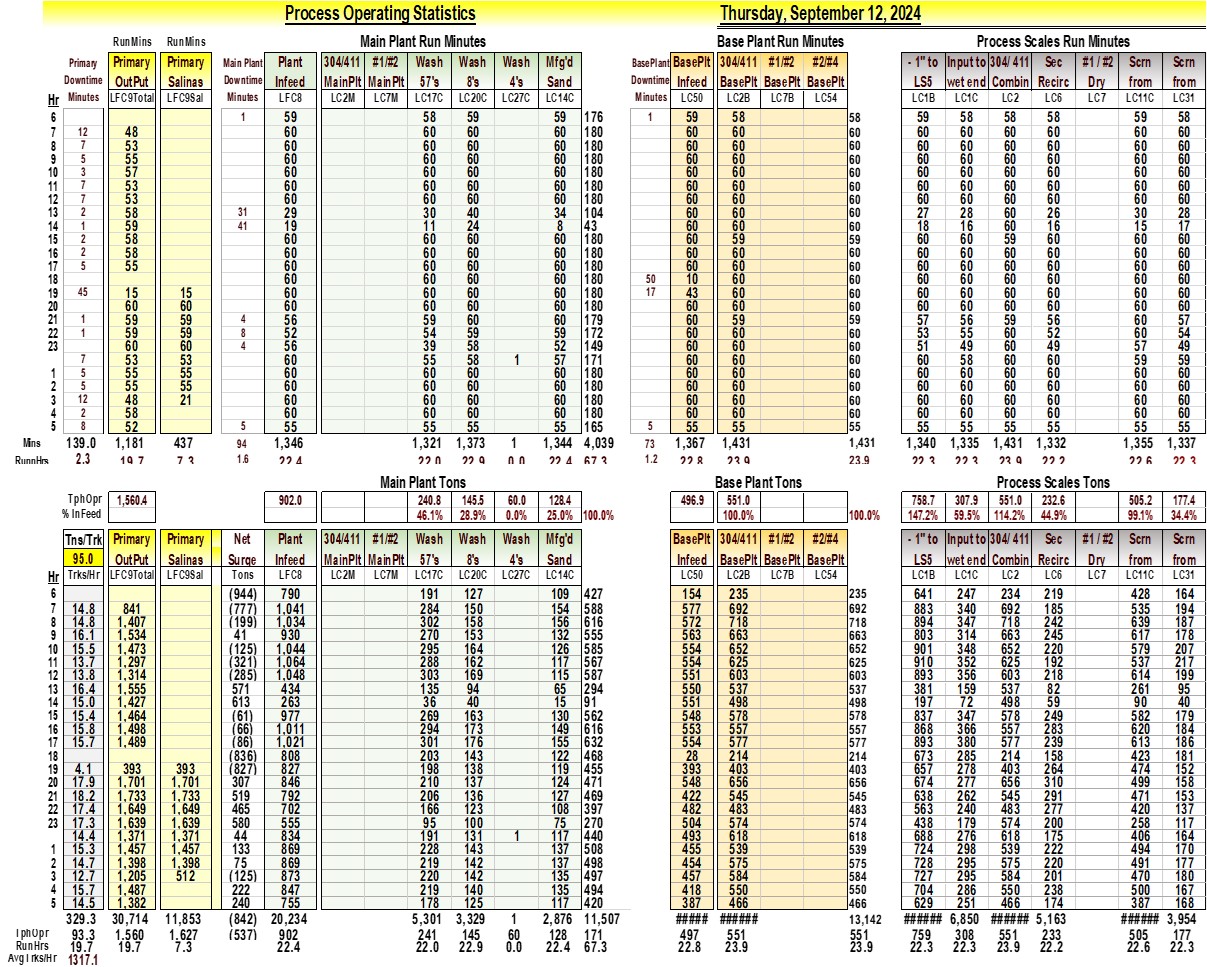 Process Operating Statistics Thursday, September 12, 2024
RunMins RunMins Main Plant Run Minutes Base Plant Run Minutes Process Scales Run Minutes
Primary Primary Primary Main Plant Plant 304/411 #1/#2 Wash Wash Wash Mfg'd BasePlant BasePlt 304/411 #1/#2 #2/#4 - 1" to Input to 304/ 411 Sec #1 / #2 Scrn Scrn
Downtime OutPut Salinas Downtime Infeed MainPlt MainPlt 57's 8's 4's Sand Downtime Infeed BasePlt BasePlt BasePlt LS5 wet end Combin Recirc Dry from from
Hr Minutes LFC9Total LFC9Sal Minutes LFC8 LC2M LC7M LC17C LC20C LC27C LC14C Minutes LC50 LC2B LC7B LC54 LC1B LC1C LC2 LC6 LC7 LC11C LC31
6 1 59 58 59 59 176 1 59 58 58 59 58 58 58 59 58
7 12 48 60 60 60 60 180 60 60 60 60 60 60 60 60 60
8 7 53 60 60 60 60 180 60 60 60 60 60 60 60 60 60
9 5 55 60 60 60 60 180 60 60 60 60 60 60 60 60 60
10 3 57 60 60 60 60 180 60 60 60 60 60 60 60 60 60
11 7 53 60 60 60 60 180 60 60 60 60 60 60 60 60 60
12 7 53 60 60 60 60 180 60 60 60 60 60 60 60 60 60
13 2 58 31 29 30 40 34 104 60 60 60 27 28 60 26 30 28
14 1 59 41 19 11 24 8 43 60 60 60 18 16 60 16 15 17
15 2 58 60 60 60 60 180 60 59 59 60 60 60 60 60 60
16 2 58 60 60 60 60 180 60 60 60 60 60 60 60 60 60
17 5 55 60 60 60 60 180 60 60 60 60 60 60 60 60 60
18 60 60 60 60 180 50 10 60 60 60 60 60 60 60 60
19 45 15 15 60 60 60 60 180 17 43 60 60 60 60 60 60 60 60
20 60 60 60 60 60 60 180 60 60 60 60 60 60 60 60 60
21 1 59 59 4 56 59 60 60 179 60 59 59 57 56 59 56 60 57
22 1 59 59 8 52 54 59 59 172 60 60 60 53 55 60 52 60 54
23 60 60 4 56 39 58 52 149 60 60 60 51 49 60 49 57 49
7 53 53 60 55 58 1 57 171 60 60 60 60 58 60 60 59 59
1 5 55 55 60 60 60 60 180 60 60 60 60 60 60 60 60 60
2 5 55 55 60 60 60 60 180 60 60 60 60 60 60 60 60 60
3 12 48 21 60 60 60 60 180 60 60 60 60 60 60 60 60 60
4 2 58 60 60 60 60 180 60 60 60 60 60 60 60 60 60
5 8 52 5 55 55 55 55 165 5 55 55 55 55 55 55 55 55 55
Mins 139.0 1,181 437 94 1,346 1,321 1,373 1 1,344 4,039 73 1,367 1,431 1,431 1,340 1,335 1,431 1,332 1,355 1,337
RunnHrs 2.3 19.7 7.3 1.6 22.4 22.0 22.9 0.0 22.4 67.3 1.2 22.8 23.9 23.9 22.3 22.3 23.9 22.2 22.6 22.3
Main Plant Tons Base Plant Tons Process Scales Tons
TphOpr 1,560.4 902.0 240.8 145.5 60.0 128.4 496.9 551.0 758.7 307.9 551.0 232.6 505.2 177.4
% InFeed 46.1% 28.9% 0.0% 25.0% 100.0% 100.0% 100.0% 147.2% 59.5% 114.2% 44.9% 99.1% 34.4%
Tns/Trk Primary Primary Net Plant 304/411 #1/#2 Wash Wash Wash Mfg'd BasePlt 304/411 #1/#2 #2/#4 - 1" to Input to 304/ 411 Sec #1 / #2 Scrn Scrn
95.0 OutPut Salinas Surge Infeed MainPlt MainPlt 57's 8's 4's Sand Infeed BasePlt BasePlt BasePlt LS5 wet end Combin Recirc Dry from from
Hr Trks/Hr LFC9Total LFC9Sal Tons LFC8 LC2M LC7M LC17C LC20C LC27C LC14C LC50 LC2B LC7B LC54 LC1B LC1C LC2 LC6 LC7 LC11C LC31
6 (944) 790 191 127 109 427 154 235 235 641 247 234 219 428 164
7 14.8 841 (777) 1,041 284 150 154 588 577 692 692 883 340 692 185 535 194
8 14.8 1,407 (199) 1,034 302 158 156 616 572 718 718 894 347 718 242 639 187
9 16.1 1,534 41 930 270 153 132 555 563 663 663 803 314 663 245 617 178
10 15.5 1,473 (125) 1,044 295 164 126 585 554 652 652 901 348 652 220 579 207
11 13.7 1,297 (321) 1,064 288 162 117 567 554 625 625 910 352 625 192 537 217
12 13.8 1,314 (285) 1,048 303 169 115 587 551 603 603 893 356 603 218 614 199
13 16.4 1,555 571 434 135 94 65 294 550 537 537 381 159 537 82 261 95
14 15.0 1,427 613 263 36 40 15 91 551 498 498 197 72 498 59 90 40
15 15.4 1,464 (61) 977 269 163 130 562 548 578 578 837 347 578 249 582 179
16 15.8 1,498 (66) 1,011 294 173 149 616 553 557 557 868 366 557 283 620 184
17 15.7 1,489 (86) 1,021 301 176 155 632 554 577 577 893 380 577 239 613 186
18 (836) 808 203 143 122 468 28 214 214 673 285 214 158 423 181
19 4.1 393 393 (827) 827 198 138 119 455 393 403 403 657 278 403 264 474 152
20 17.9 1,701 1,701 307 846 210 137 124 471 548 656 656 674 277 656 310 499 158
21 18.2 1,733 1,733 519 792 206 136 127 469 422 545 545 638 262 545 291 471 153
22 17.4 1,649 1,649 465 702 166 123 108 397 482 483 483 563 240 483 277 420 137
23 17.3 1,639 1,639 580 555 95 100 75 270 504 574 574 438 179 574 200 258 117
14.4 1,371 1,371 44 834 191 131 1 117 440 493 618 618 688 276 618 175 406 164
1 15.3 1,457 1,457 133 869 228 143 137 508 455 539 539 724 298 539 222 494 170
2 14.7 1,398 1,398 75 869 219 142 137 498 454 575 575 728 295 575 220 491 177
3 12.7 1,205 512 (125) 873 220 142 135 497 457 584 584 727 295 584 201 470 180
4 15.7 1,487 222 847 219 140 135 494 418 550 550 704 286 550 238 500 167
5 14.5 1,382 240 755 178 125 117 420 387 466 466 629 251 466 174 387 168
329.3 30,714 11,853 (842) 20,234 5,301 3,329 1 2,876 11,507 ##### ###### 13,142 ###### 6,850 ###### 5,163 ###### 3,954
TphOpr 93.3 1.560 1.627 (537) 902 241 145 60 128 171 497 551 551 759 308 551 233 505 177
RunHrs 19.7 19.7 7.3 22.4 22.0 22.9 0.0 22.4 67.3 22.8 23.9 23.9 22.3 22.3 23.9 22.2 22.6 22.3
AvgTrks/Hr 1317.1